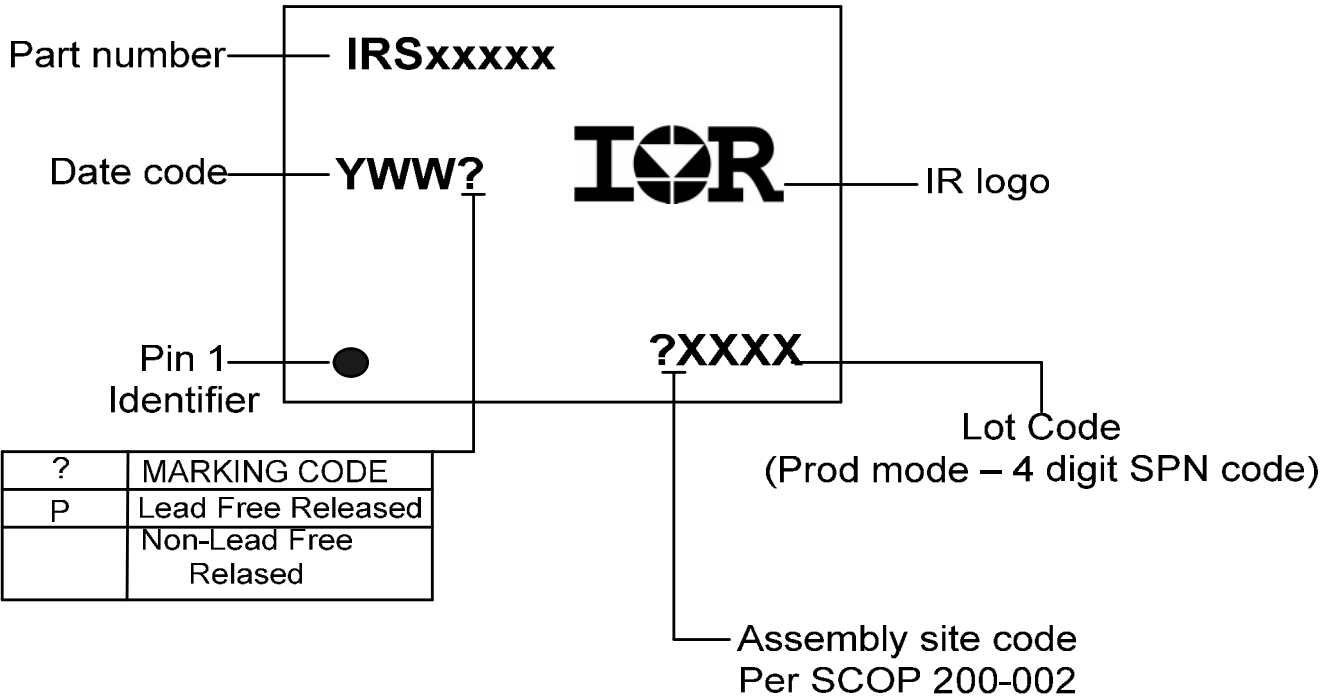 Part number
IRSxxxxx
Date code
YWW?
IOR
IR logo
Pin 1
Identifier
?XXXX
Lot Code
(Prod mode – 4 digit SPN code)
? MARKING CODE
P Lead Free Released
Non-Lead Free
Relased
Assembly site code
Per SCOP 200-002